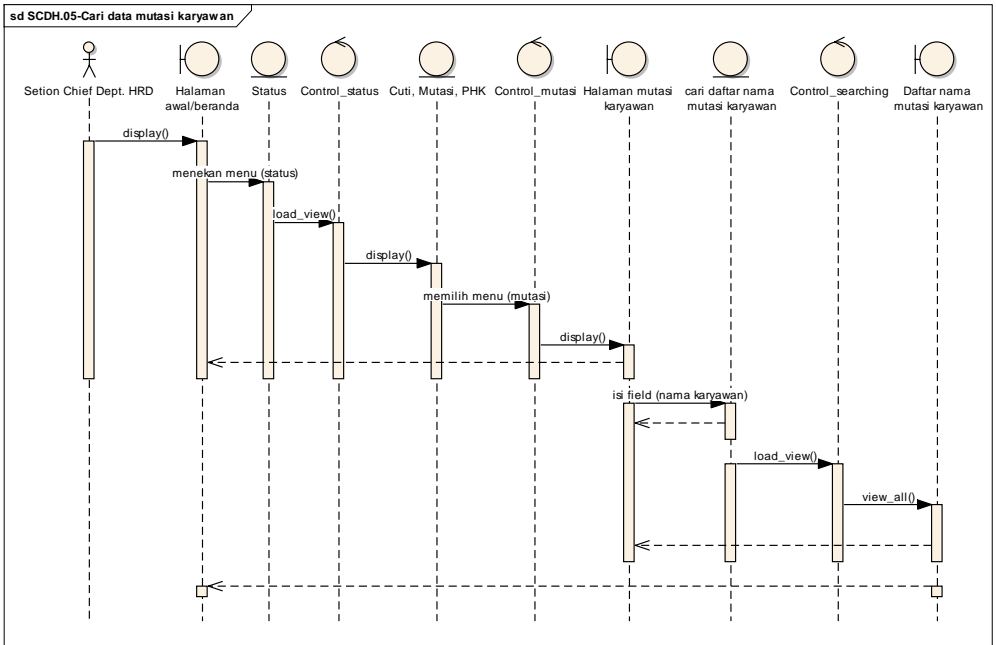 sd SCDH.05-Cari data mutasi karyawan
Setion Chief Dept. HRD
Halaman
awal/beranda
Status
Control_status
Cuti, Mutasi, PHK
Control_mutasi
Halaman mutasi
karyawan
cari daftar nama
mutasi karyawan
Control_searching
Daftar nama
mutasi karyawan
display()
menekan menu (status)
load_view()
display()
memilih menu (mutasi)
display()
isi field (nama karyawan)
load_view()
view_all()